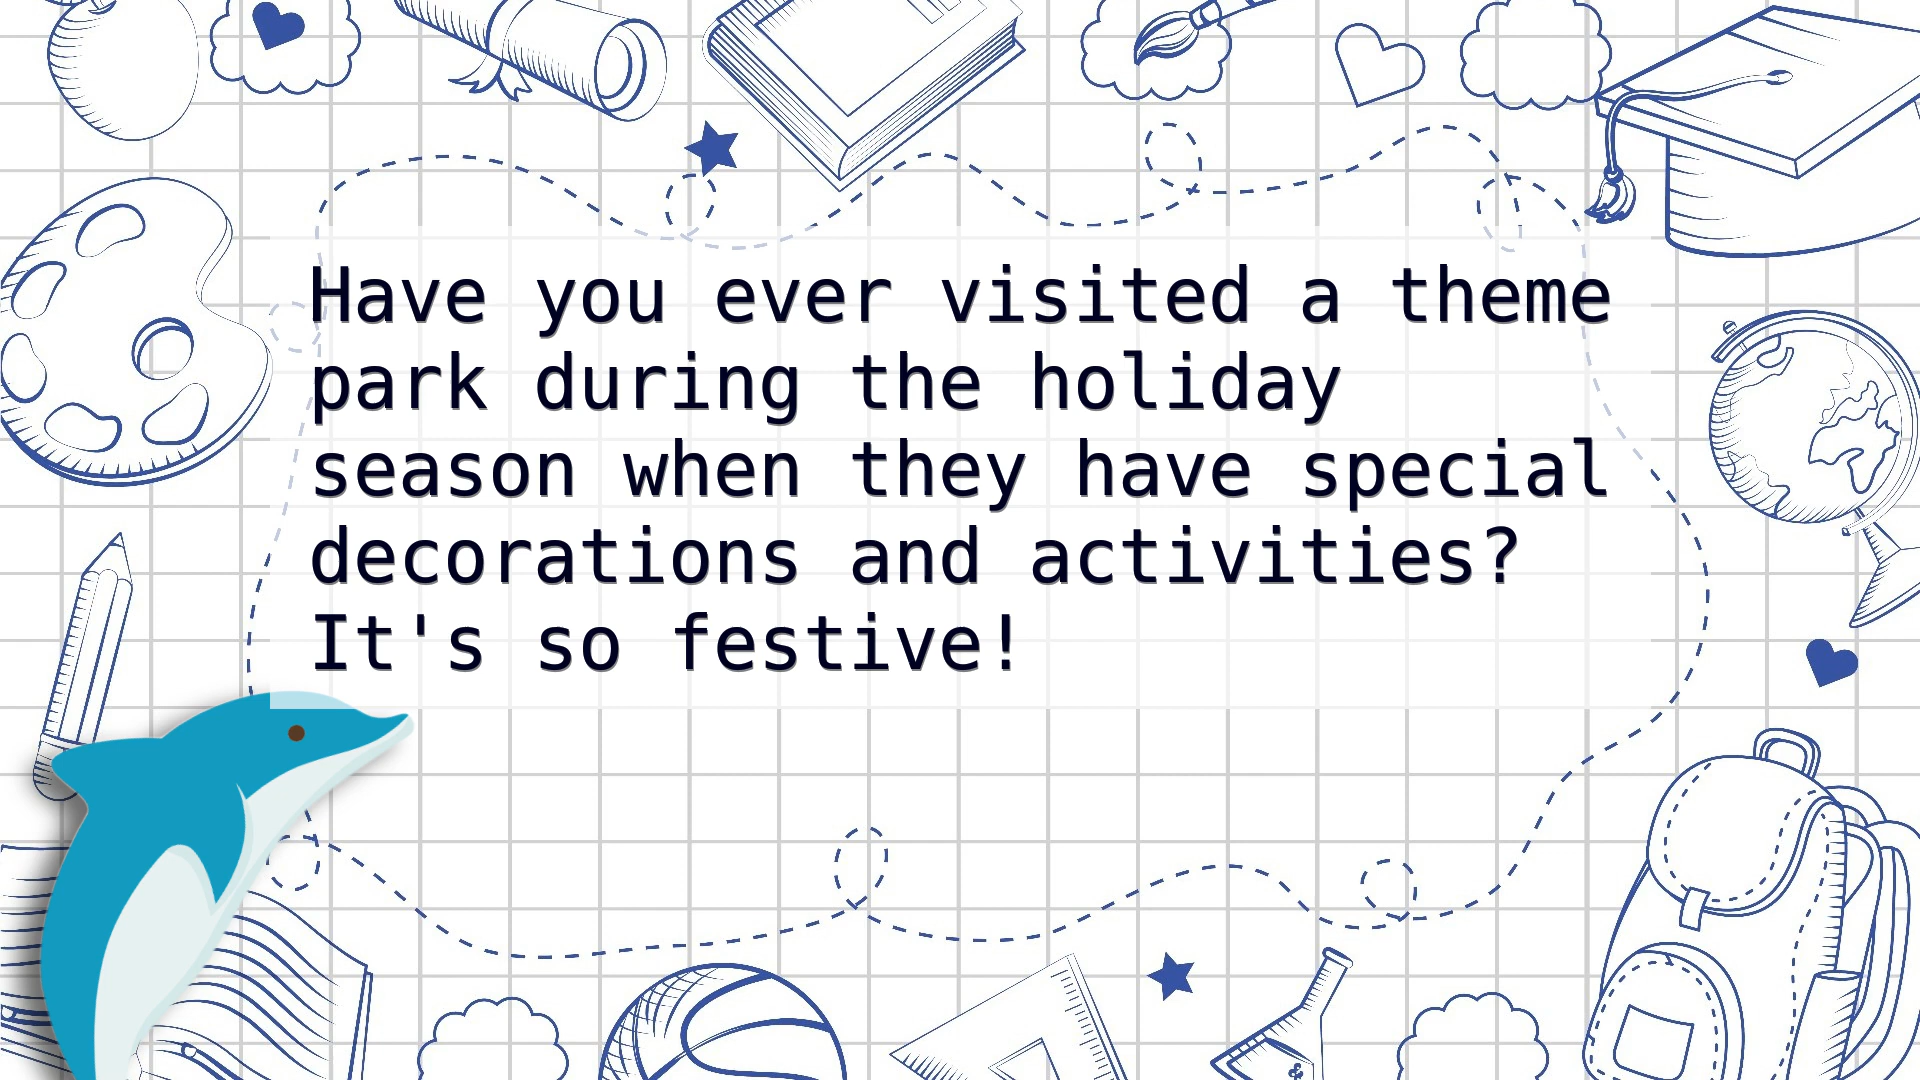 Have you ever visited a theme
park during the holiday
season when they have special
decorations and activities?
It's so festive!